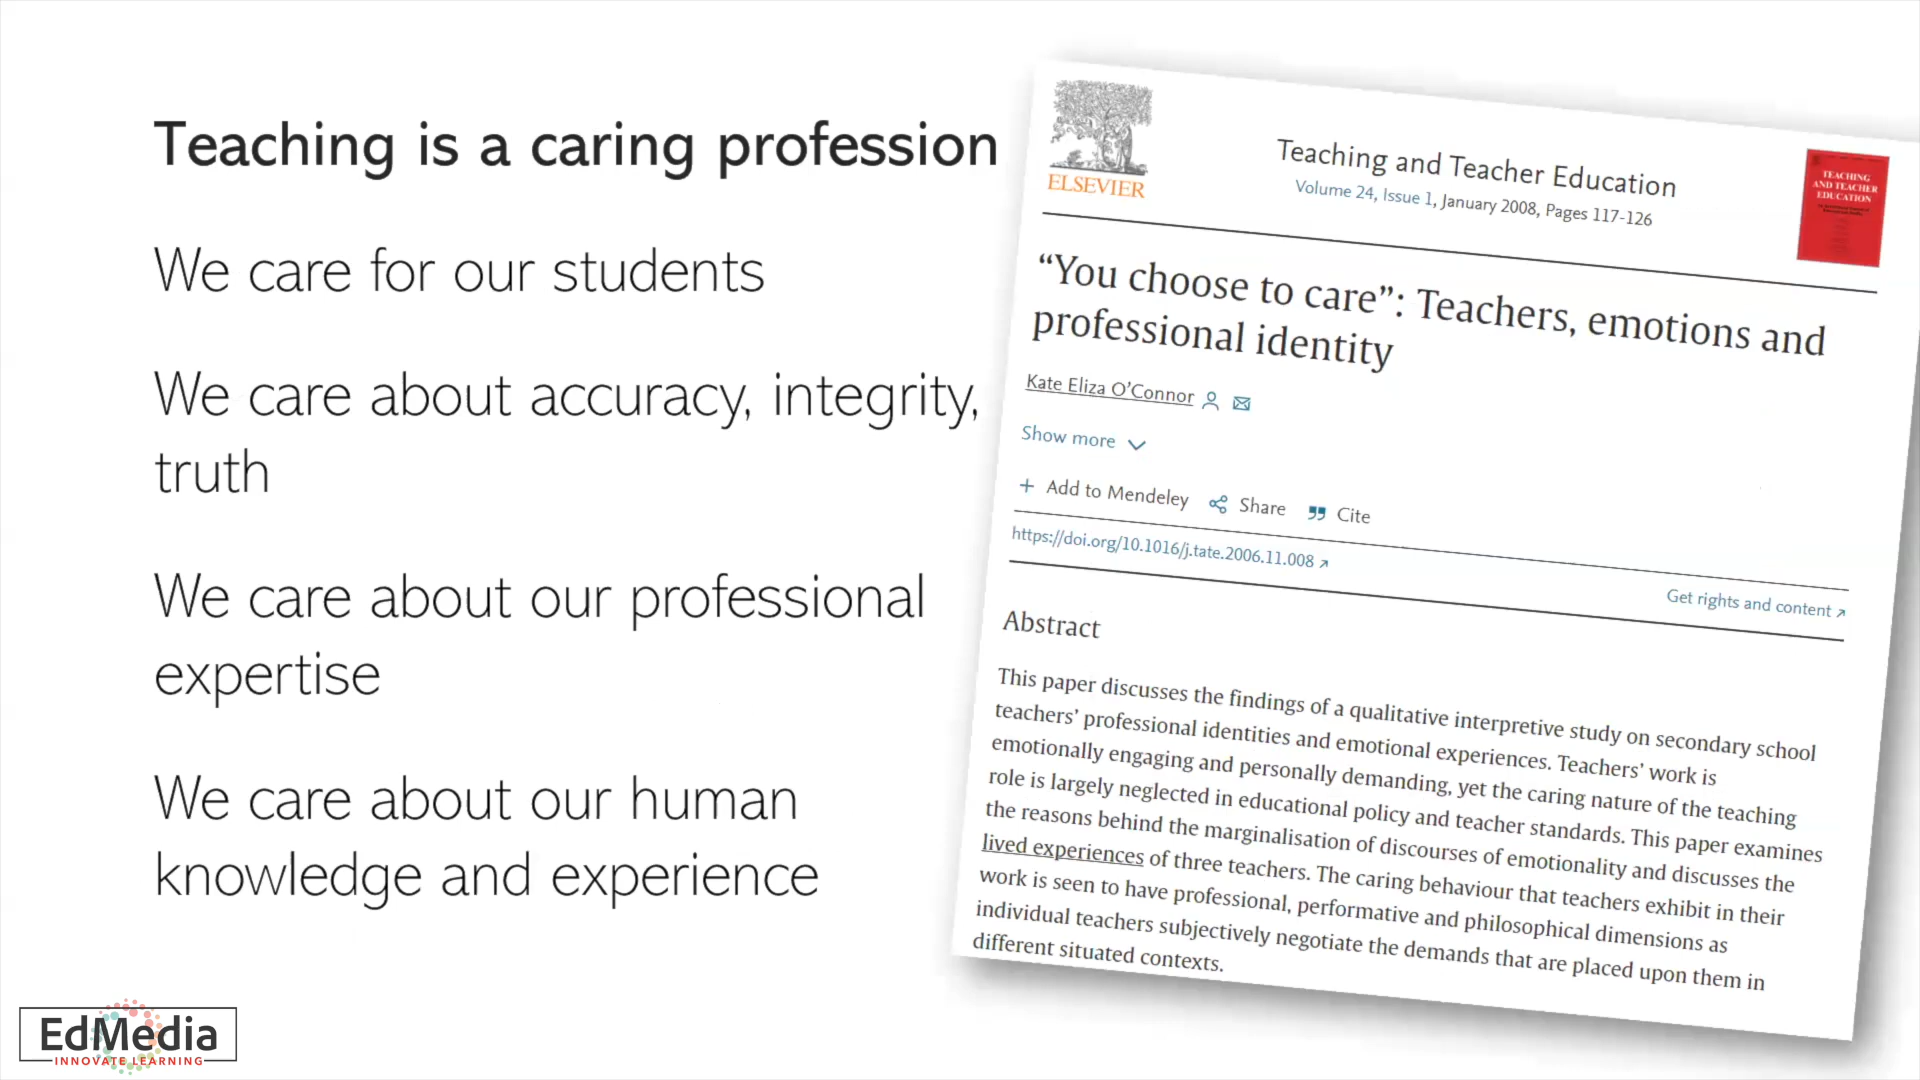 Teaching is a caring profession
We care for our students
We care about accuracy, integrity,
truth
We care about our professional
expertise
We care about our human
knowledge and experience
ELSEVIER
Teaching and Teacher Education
Volume 24, Issue 1, January 2008, Pages 117-126
TEACHING
AND TEACHER
EDUCATION
“You choose to care”: Teachers, emotions and
professional identity
Kate Eliza O’Connor
Show more
+ Add to Mendeley Share Cite
https://doi.org/10.1016/j.tate.2006.11.008
Get rights and content
Abstract
This paper discusses the findings of a qualitative interpretive study on secondary school
teachers’ professional identities and emotional experiences. Teachers’ work is
emotionally engaging and personally demanding, yet the caring nature of the teaching
role is largely neglected in educational policy and teacher standards. This paper examines
the reasons behind the marginalisation of discourses of emotionality and discusses the
lived experiences of three teachers. The caring behaviour that teachers exhibit in their
work is seen to have professional, performative and philosophical dimensions as
individual teachers subjectively negotiate the demands that are placed upon them in
different situated contexts.
EdMedia
INNOVATE LEARNING